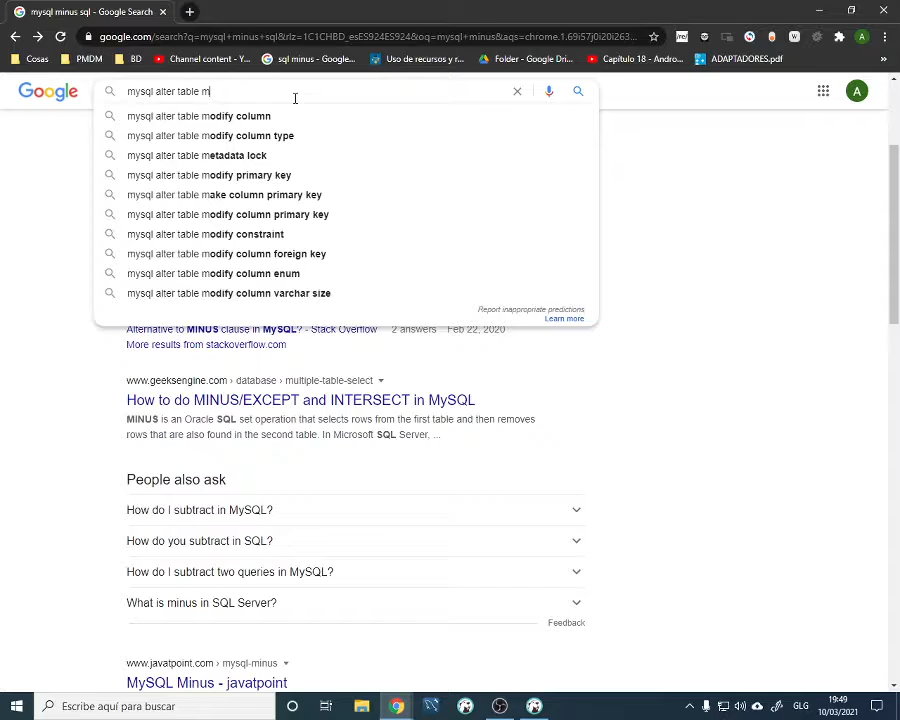 mysql minus sql - Google Search
google.com/search?q=mysql+minus+sql&rlz=1C1CHBD_esES924ES924&oq=mysql+minus+sql&aqs=chrome.1.69i57j0i20i263...
Cosas
PMDM
BD
Channel content - Y...
sql minus - Google...
Uso de recursos y r...
Folder - Google Driv...
Capítulo 18 - Andro...
ADAPTADORES.pdf
»
Google
mysql alter table m
A
mysql alter table modify column
mysql alter table modify column type
mysql alter table metadata lock
mysql alter table modify primary key
mysql alter table make column primary key
mysql alter table modify column primary key
mysql alter table modify constraint
mysql alter table modify column foreign key
mysql alter table modify column enum
mysql alter table modify column varchar size
Report inappropriate predictions
Learn more
Alternative to MINUS clause in MySQL? - Stack Overflow 2 answers Feb 22, 2020
More results from stackoverflow.com
www.geeksengine.com › database › multiple-table-select
How to do MINUS/EXCEPT and INTERSECT in MySQL
MINUS is an Oracle SQL set operation that selects rows from the first table and then removes
rows that are also found in the second table. In Microsoft SQL Server, ...
People also ask
How do I subtract in MySQL?
How do you subtract in SQL?
How do I subtract two queries in MySQL?
What is minus in SQL Server?
Feedback
www.javatpoint.com › mysql-minus
MySQL Minus - javatpoint
Escribe aquí para buscar
GLG
19:49
10/03/2021